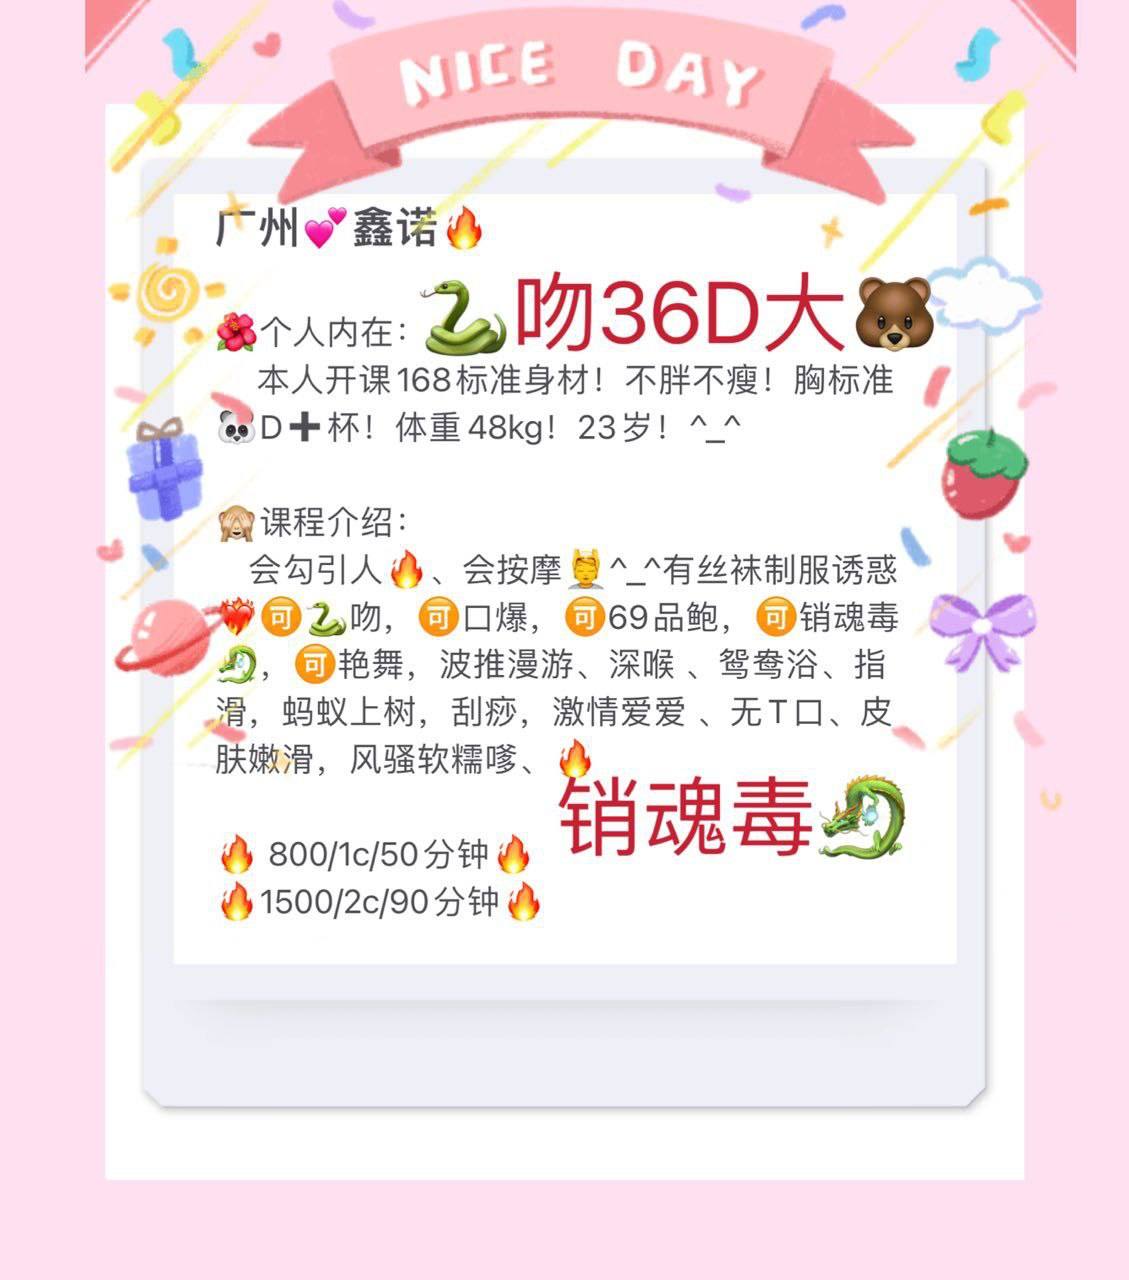 NICE DAY
广州💕鑫诺🔥
🌺个人内在：🐍吻36D大🐻
本人开课168标准身材！不胖不瘦！胸标准
🐼D➕杯！体重48kg！23岁！^_^
🙈课程介绍：
会勾引人🔥、会按摩💆^_^有丝袜制服诱惑
❤️‍🔥🉑🐍吻，🉑口爆，🉑69品鲍，🉑销魂毒
🐉，🉑艳舞，波推漫游、深喉 、鸳鸯浴、指
滑，蚂蚁上树，刮痧，激情爱爱 、无T口、皮
肤嫩滑，风骚软糯嗲、🔥
销魂毒🐉
🔥 800/1c/50分钟🔥
🔥1500/2c/90分钟🔥